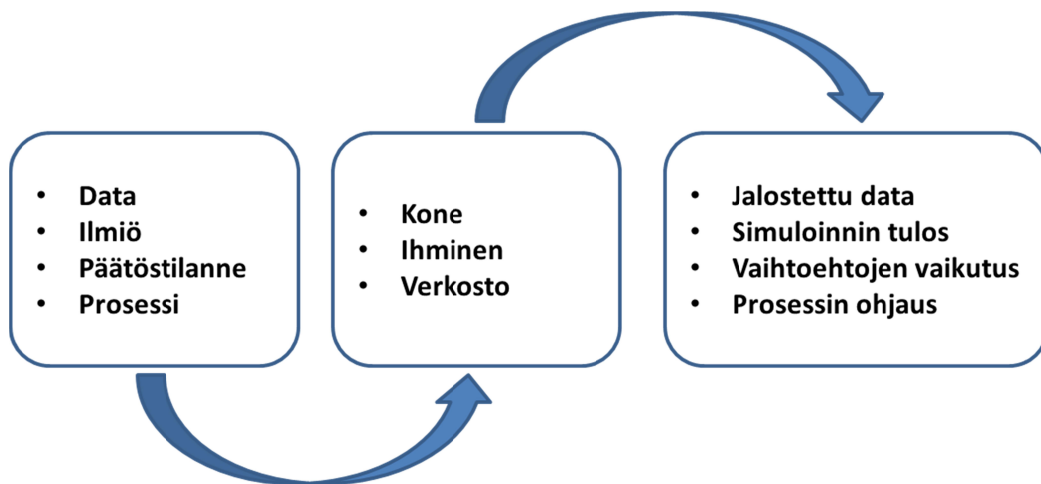 • Data
• Ilmiö
• Päätöstilanne
• Prosessi
• Kone
• Ihminen
• Verkosto
• Jalostettu data
• Simuloinnin tulos
• Vaihtoehtojen vaikutus
• Prosessin ohjaus